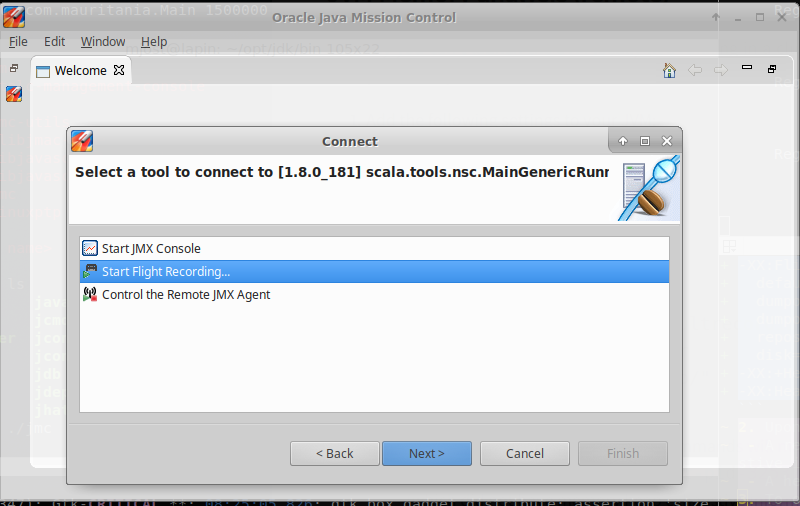 com.mauritania.Main 1500000
Oracle Java Mission Control
File Edit Window Help
Welcome
Connect
Select a tool to connect to [1.8.0_181] scala.tools.nsc.MainGenericRunn
Start JMX Console
Start Flight Recording...
Control the Remote JMX Agent
< Back Next > Cancel Finish